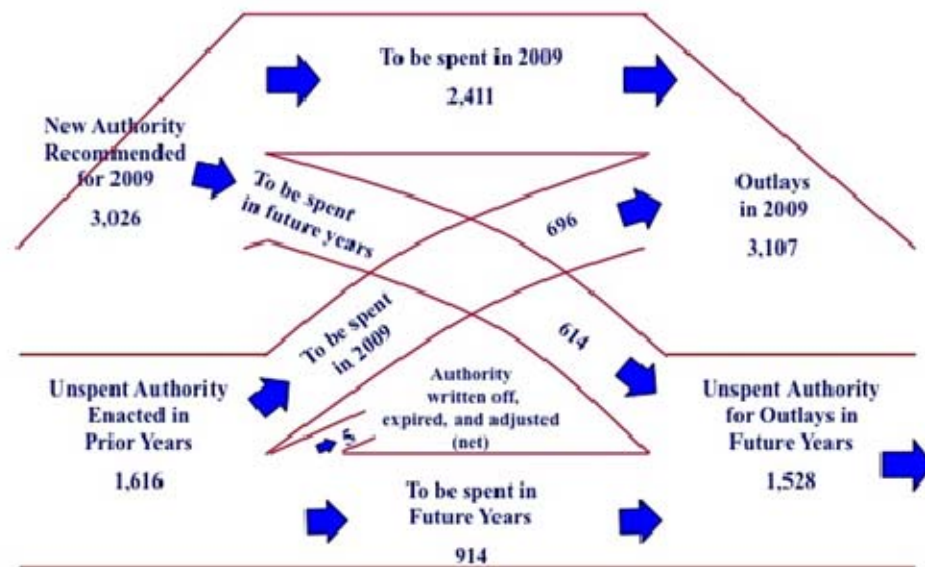 To be spent in 2009
2,411
New Authority
Recommended
for 2009
3,026
To be spent
in future years
696
Outlays
in 2009
3,107
To be spent
in 2009
614
Unspent Authority
Enacted in
Prior Years
1,616
Authority
written off,
expired, and adjusted
(net)
Unspent Authority
for Outlays in
Future Years
1,528
To be spent in
Future Years
914